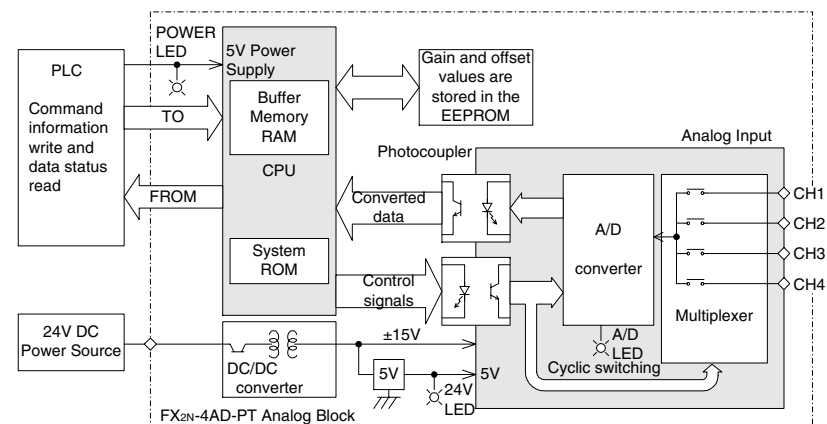 POWER
LED
PLC
Command
information
write and
data status
read
TO
FROM
5V Power
Supply
Buffer
Memory
RAM
CPU
System
ROM
Gain and offset
values are
stored in the
EEPROM
Photocoupler
Analog Input
Converted
data
Control
signals
A/D
converter
Multiplexer
CH1
CH2
CH3
CH4
A/D
LED
Cyclic switching
24V DC
Power Source
DC/DC
converter
±15V
5V
5V
24V
LED
FX2N-4AD-PT Analog Block